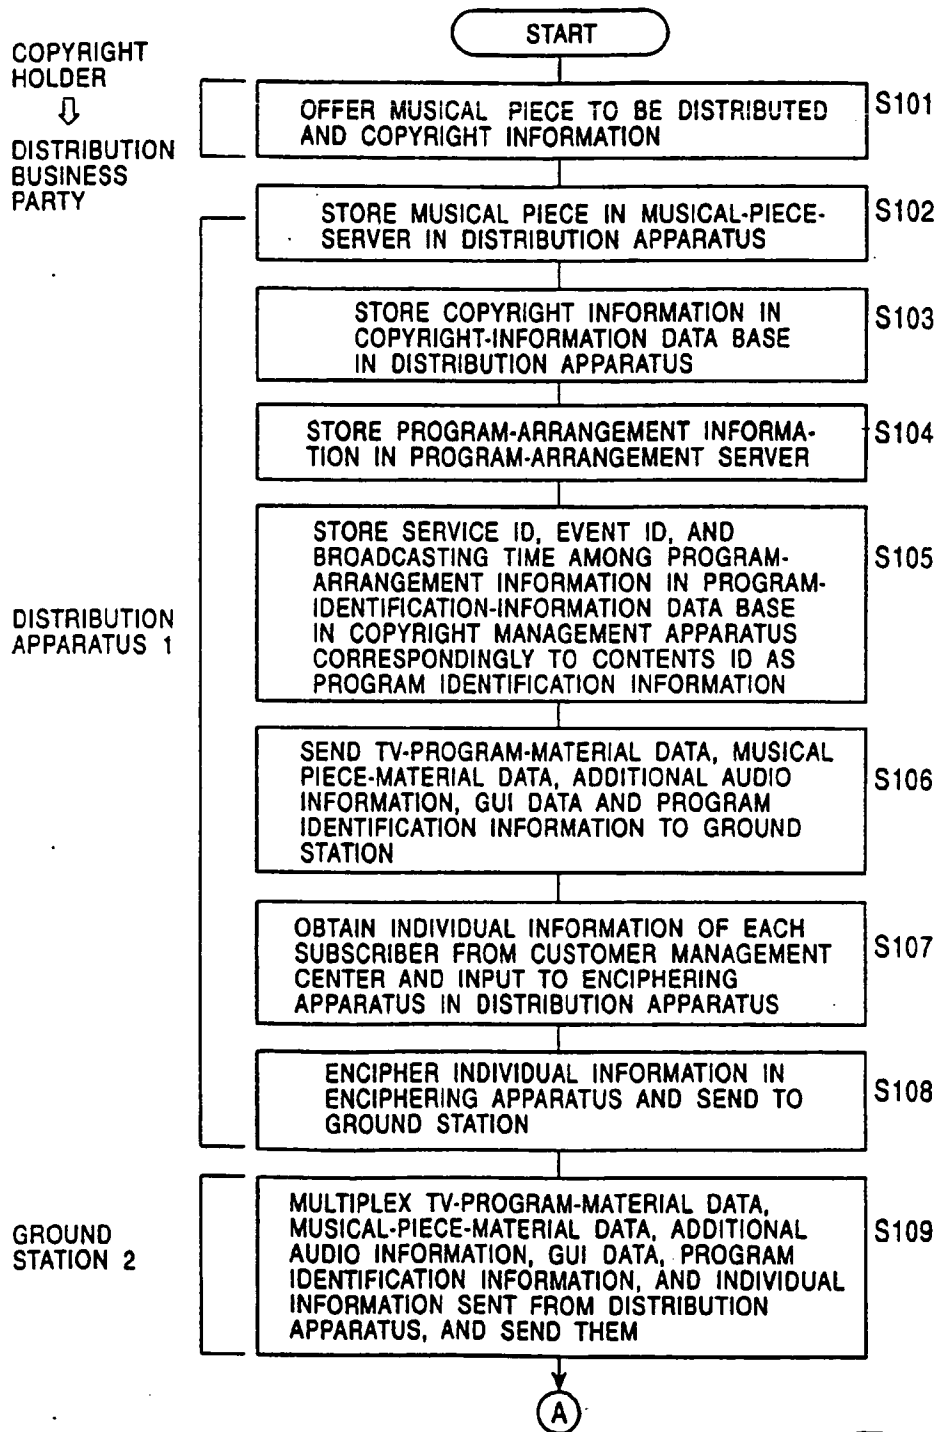 START
COPYRIGHT
HOLDER
⇩
DISTRIBUTION
BUSINESS
PARTY
OFFER MUSICAL PIECE TO BE DISTRIBUTED
AND COPYRIGHT INFORMATION
S101
STORE MUSICAL PIECE IN MUSICAL-PIECE-
SERVER IN DISTRIBUTION APPARATUS
S102
STORE COPYRIGHT INFORMATION IN
COPYRIGHT-INFORMATION DATA BASE
IN DISTRIBUTION APPARATUS
S103
STORE PROGRAM-ARRANGEMENT INFORMA-
TION IN PROGRAM-ARRANGEMENT SERVER
S104
DISTRIBUTION
APPARATUS 1
STORE SERVICE ID, EVENT ID, AND
BROADCASTING TIME AMONG PROGRAM-
ARRANGEMENT INFORMATION IN PROGRAM-
IDENTIFICATION-INFORMATION DATA BASE
IN COPYRIGHT MANAGEMENT APPARATUS
CORRESPONDINGLY TO CONTENTS ID AS
PROGRAM IDENTIFICATION INFORMATION
S105
SEND TV-PROGRAM-MATERIAL DATA, MUSICAL
PIECE-MATERIAL DATA, ADDITIONAL AUDIO
INFORMATION, GUI DATA AND PROGRAM
IDENTIFICATION INFORMATION TO GROUND
STATION
S106
OBTAIN INDIVIDUAL INFORMATION OF EACH
SUBSCRIBER FROM CUSTOMER MANAGEMENT
CENTER AND INPUT TO ENCIPHERING
APPARATUS IN DISTRIBUTION APPARATUS
S107
ENCIPHER INDIVIDUAL INFORMATION IN
ENCIPHERING APPARATUS AND SEND TO
GROUND STATION
S108
GROUND
STATION 2
MULTIPLEX TV-PROGRAM-MATERIAL DATA,
MUSICAL-PIECE-MATERIAL DATA, ADDITIONAL
AUDIO INFORMATION, GUI DATA, PROGRAM
IDENTIFICATION INFORMATION, AND INDIVIDUAL
INFORMATION SENT FROM DISTRIBUTION
APPARATUS, AND SEND THEM
S109
A